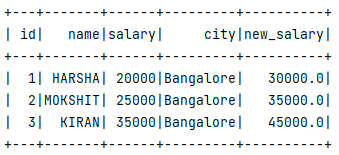 +---+-------+------+---------+----------+
| id|   name|salary|     city|new_salary|
+---+-------+------+---------+----------+
|  1| HARSHA| 20000|Bangalore|   30000.0|
|  2|MOKSHIT| 25000|Bangalore|   35000.0|
|  3|  KIRAN| 35000|Bangalore|   45000.0|
+---+-------+------+---------+----------+